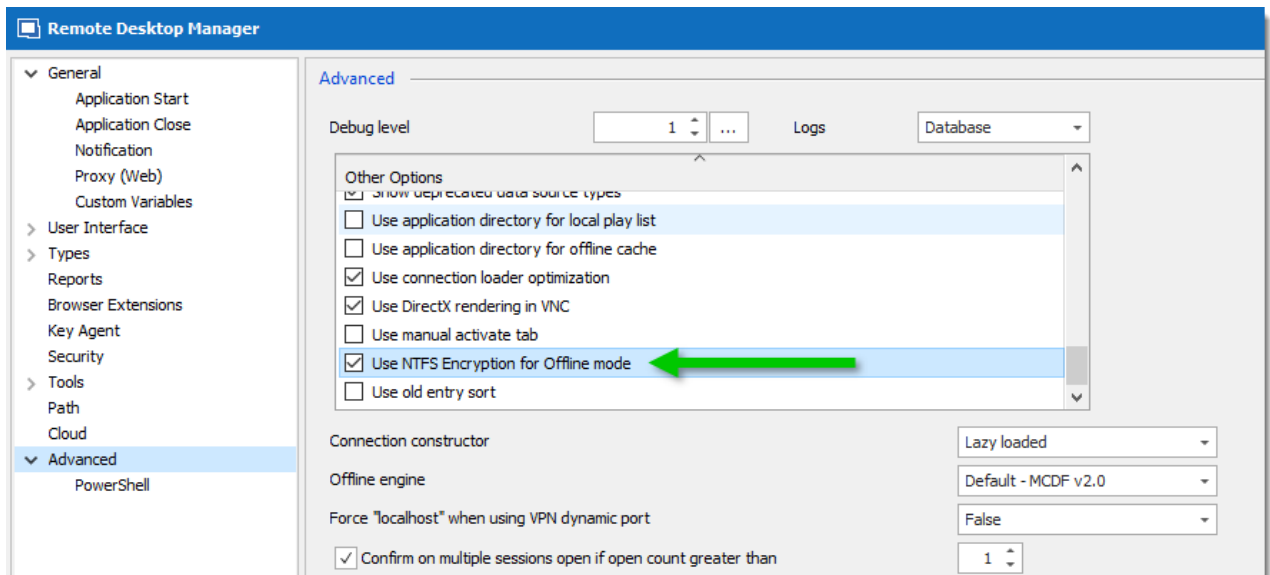 Remote Desktop Manager
General
Application Start
Application Close
Notification
Proxy (Web)
Custom Variables
User Interface
Types
Reports
Browser Extensions
Key Agent
Security
Tools
Path
Cloud
Advanced
PowerShell
Advanced
Debug level 1 ... Logs Database
Other Options
Show deprecated data source types
Use application directory for local play list
Use application directory for offline cache
Use connection loader optimization
Use DirectX rendering in VNC
Use manual activate tab
Use NTFS Encryption for Offline mode
Use old entry sort
Connection constructor Lazy loaded
Offline engine Default - MCDF v2.0
Force "localhost" when using VPN dynamic port False
Confirm on multiple sessions open if open count greater than 1